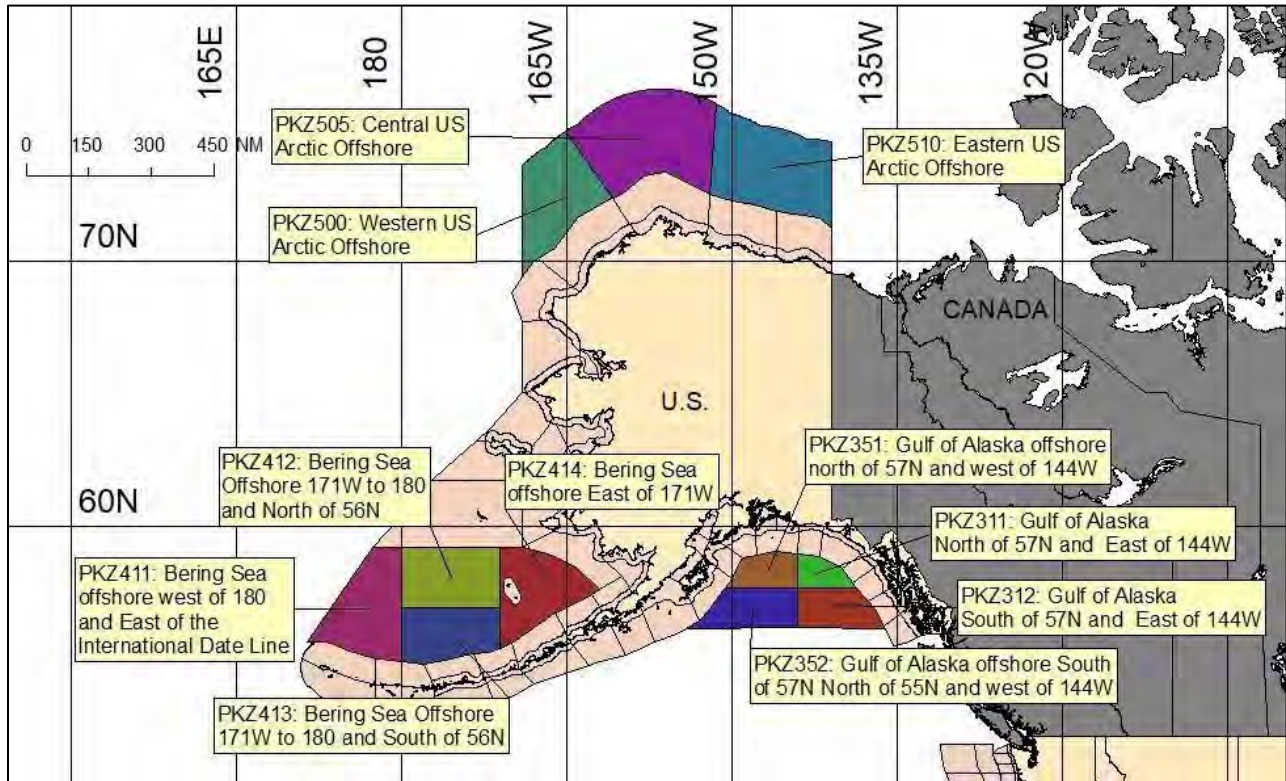 165E
180
165W
150W
135W
120W
0 150 300 450 NM
PKZ505: Central US
Arctic Offshore
PKZ510: Eastern US
Arctic Offshore
PKZ500: Western US
Arctic Offshore
70N
CANADA
U.S.
PKZ412: Bering Sea
Offshore 171W to 180
and North of 56N
PKZ414: Bering Sea
offshore East of 171W
PKZ351: Gulf of Alaska offshore
north of 57N and west of 144W
60N
PKZ311: Gulf of Alaska
North of 57N and East of 144W
PKZ411: Bering Sea
offshore west of 180
and East of the
International Date Line
PKZ312: Gulf of Alaska
South of 57N and East of 144W
PKZ352: Gulf of Alaska offshore South
of 57N North of 55N and west of 144W
PKZ413: Bering Sea Offshore
171W to 180 and South of 56N